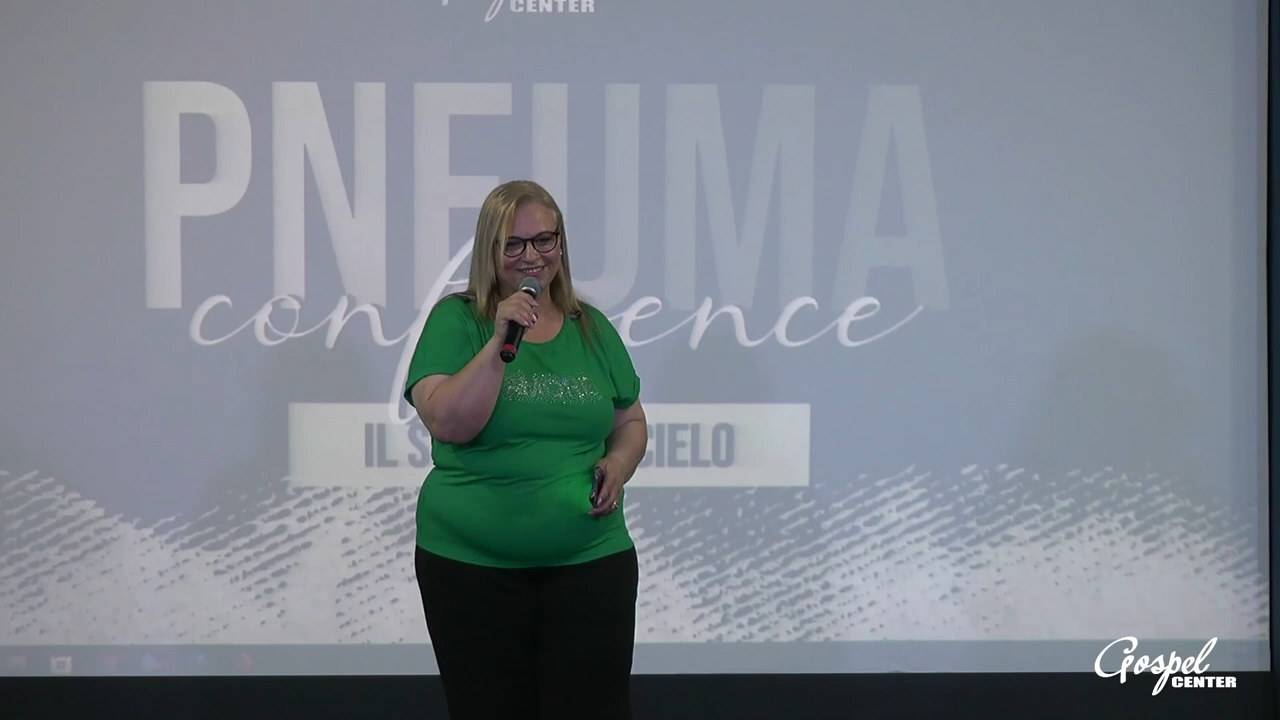 CENTER
PNEUMA
conference
IL S CIELO
Gospel
CENTER